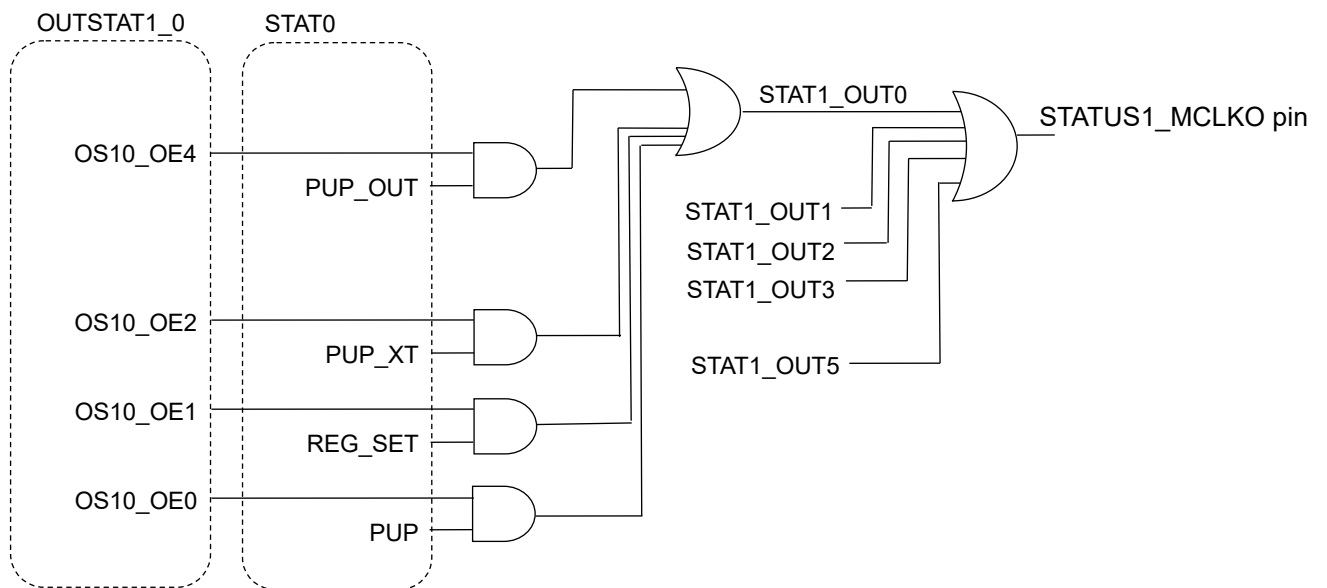 OUTSTAT1_0
STAT0
STAT1_OUT0
STATUS1_MCLKO pin
OS10_OE4
PUP_OUT
STAT1_OUT1
STAT1_OUT2
STAT1_OUT3
OS10_OE2
PUP_XT
STAT1_OUT5
OS10_OE1
REG_SET
OS10_OE0
PUP